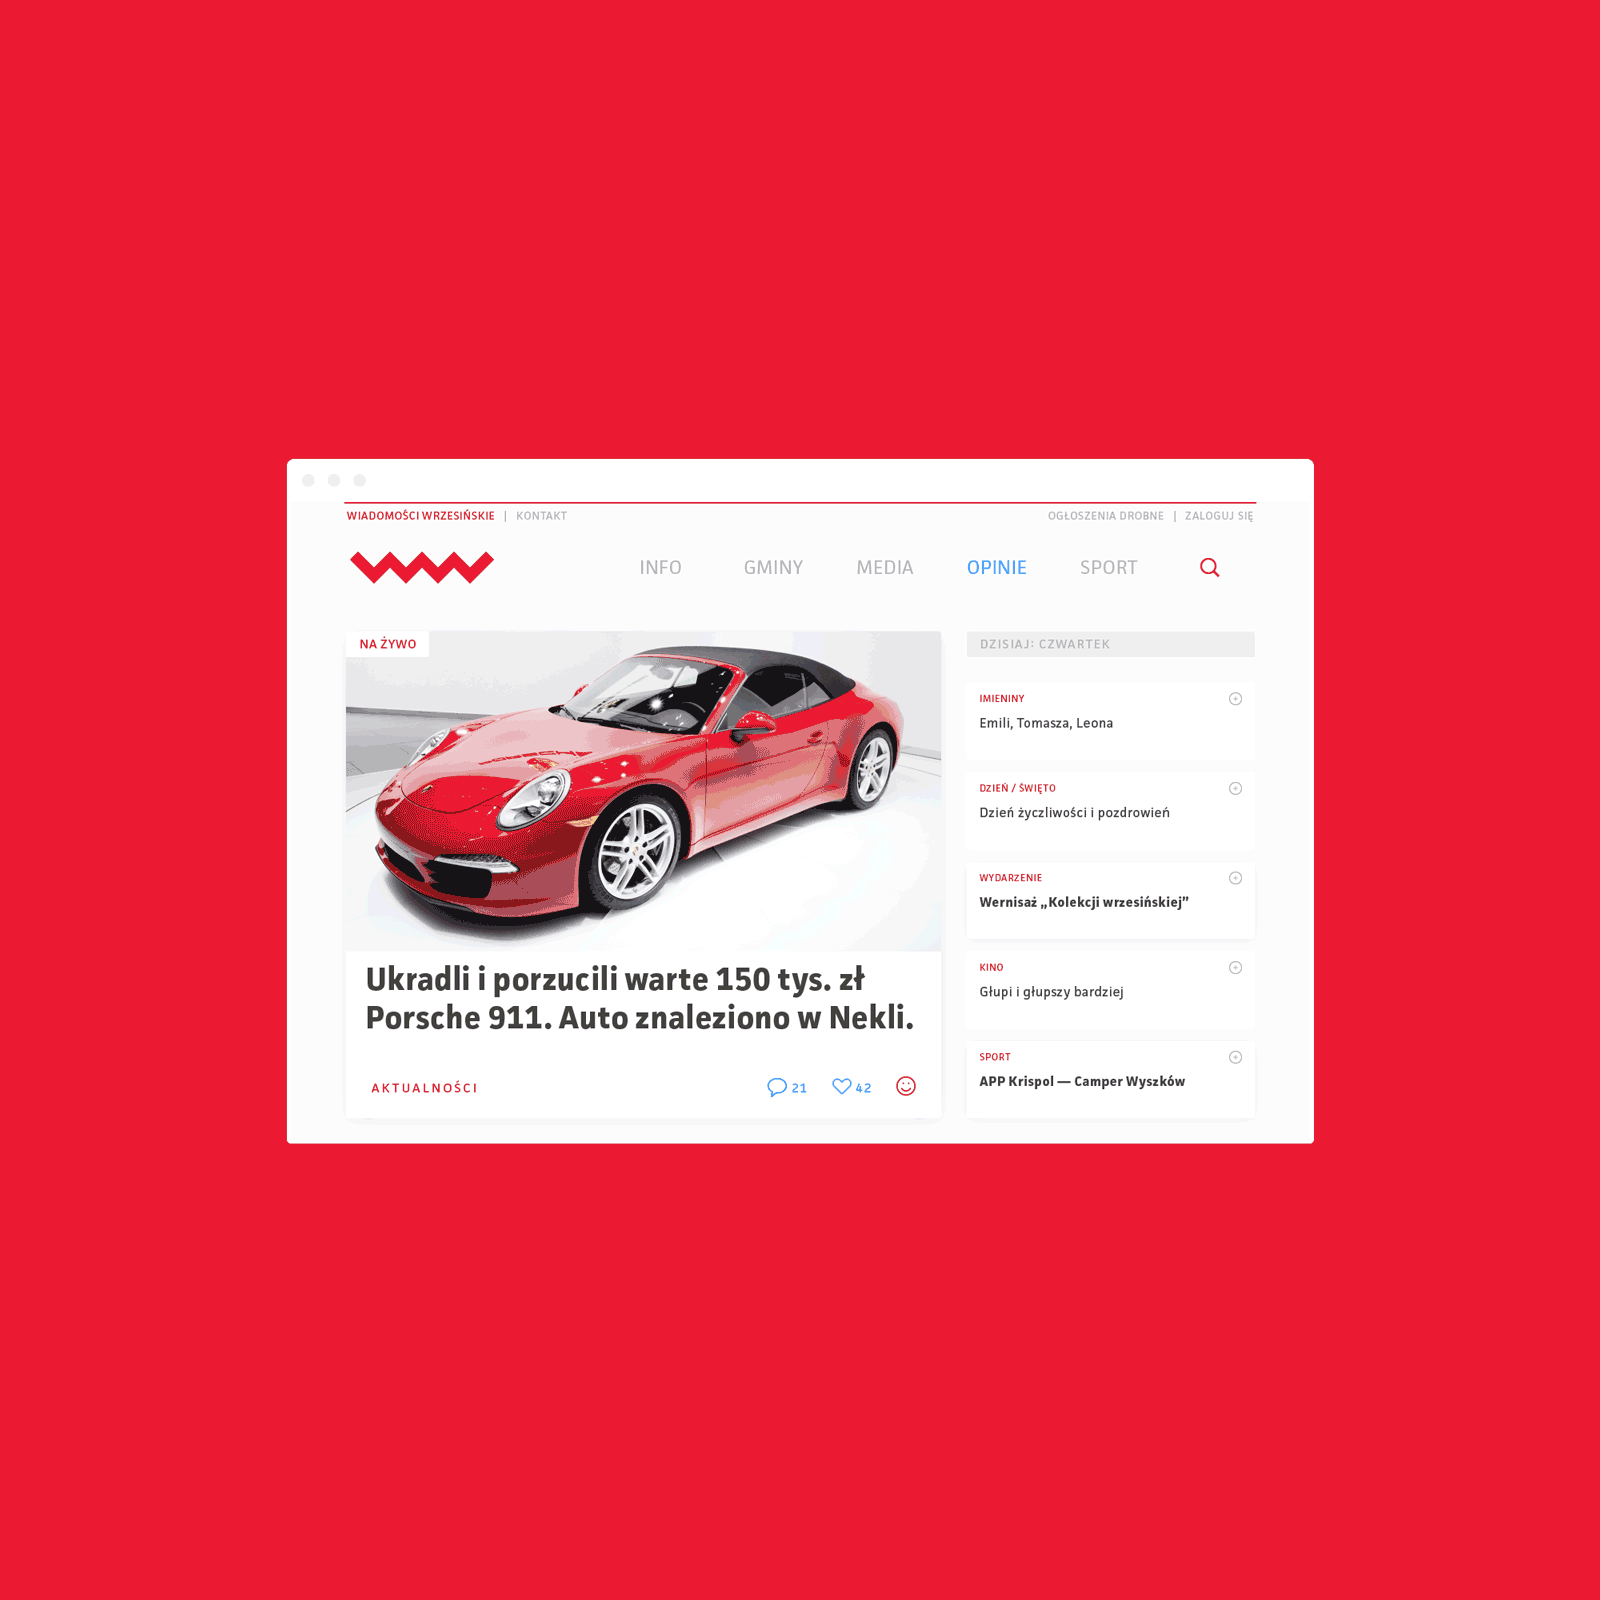 WIADOMOŚCI WRZESIŃSKIE | KONTAKT
OGŁOSZENIA DROBNE | ZALOGUJ SIĘ
INFO GMINY MEDIA OPINIE SPORT
NA ŻYWO
Ukradli i porzucili warte 150 tys. zł
Porsche 911. Auto znaleziono w Nekli.
AKTUALNOŚCI
21
42
DZISIAJ: CZWARTEK
IMIENINY
Emili, Tomasza, Leona
DZIEŃ / ŚWIĘTO
Dzień życzliwości i pozdrowień
WYDARZENIE
Wernisaż „Kolekcji wrzesińskiej”
KINO
Głupi i głupszy bardziej
SPORT
APP Krispol — Camper Wyszków